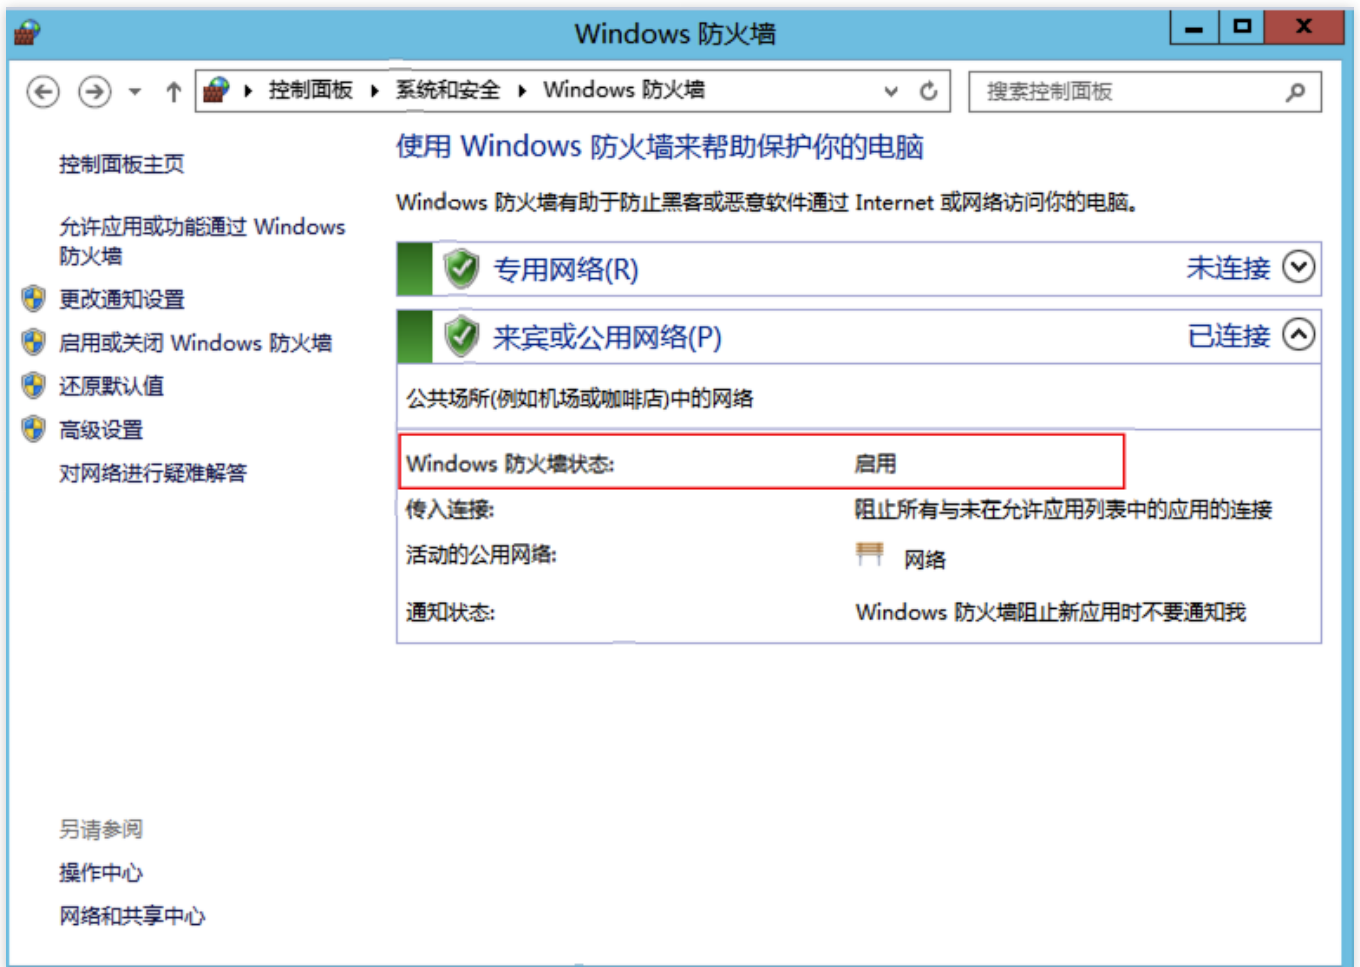 Windows 防火墙
控制面板 系统和安全 Windows 防火墙
搜索控制面板
控制面板主页
允许应用或功能通过 Windows
防火墙
更改通知设置
启用或关闭 Windows 防火墙
还原默认值
高级设置
对网络进行疑难解答
使用 Windows 防火墙来帮助保护你的电脑
Windows 防火墙有助于防止黑客或恶意软件通过 Internet 或网络访问你的电脑。
专用网络(R) 未连接
来宾或公用网络(P) 已连接
公共场所(例如机场或咖啡店)中的网络
Windows 防火墙状态: 启用
传入连接: 阻止所有与未在允许应用列表中的应用的连接
活动的公用网络: 网络
通知状态: Windows 防火墙阻止新应用时不要通知我
另请参阅
操作中心
网络和共享中心